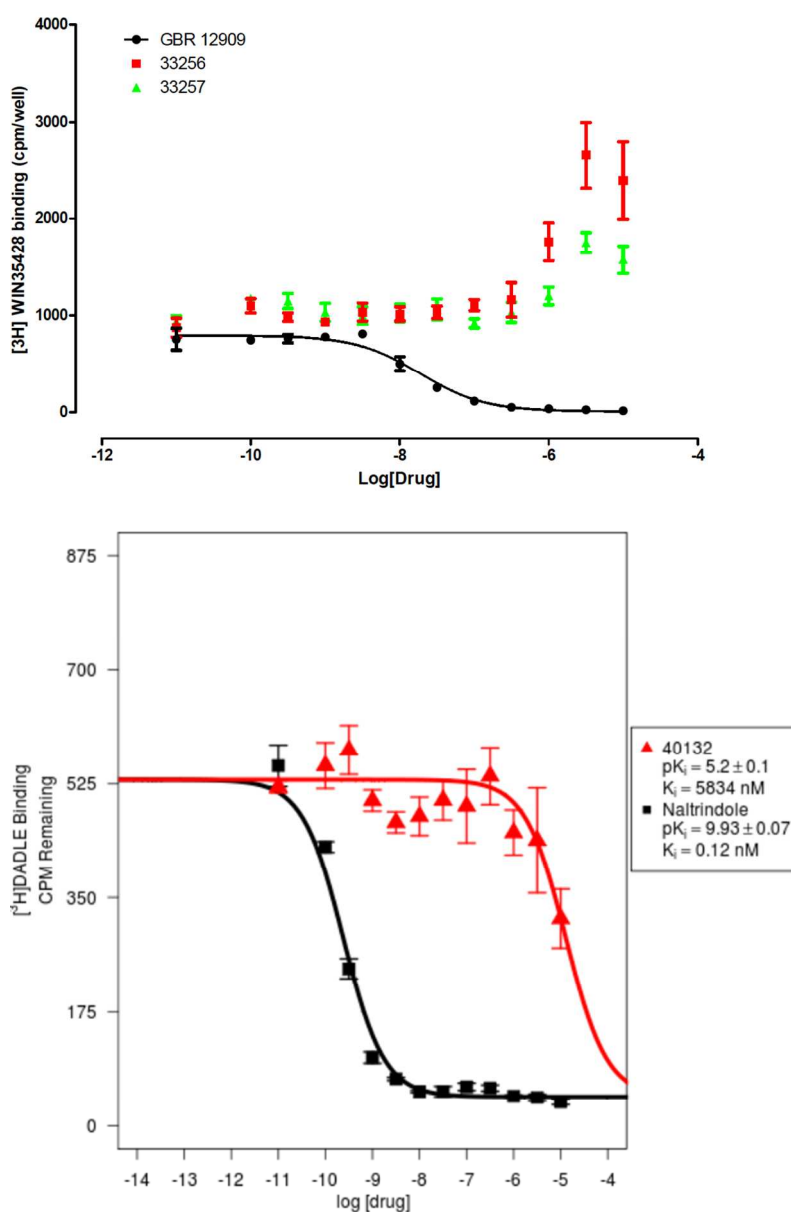 4000
3000
2000
1000
0
[3H] WIN35428 binding (cpm/well)
GBR 12909
33256
33257
-12
-10
-8
-6
-4
Log[Drug]
875
700
525
350
175
0
[³H]DADLE Binding
CPM Remaining
40132
pKi = 5.2 ± 0.1
Ki = 5834 nM
Naltrindole
pKi = 9.93 ± 0.07
Ki = 0.12 nM
-14 -13 -12 -11 -10 -9 -8 -7 -6 -5 -4
log [drug]